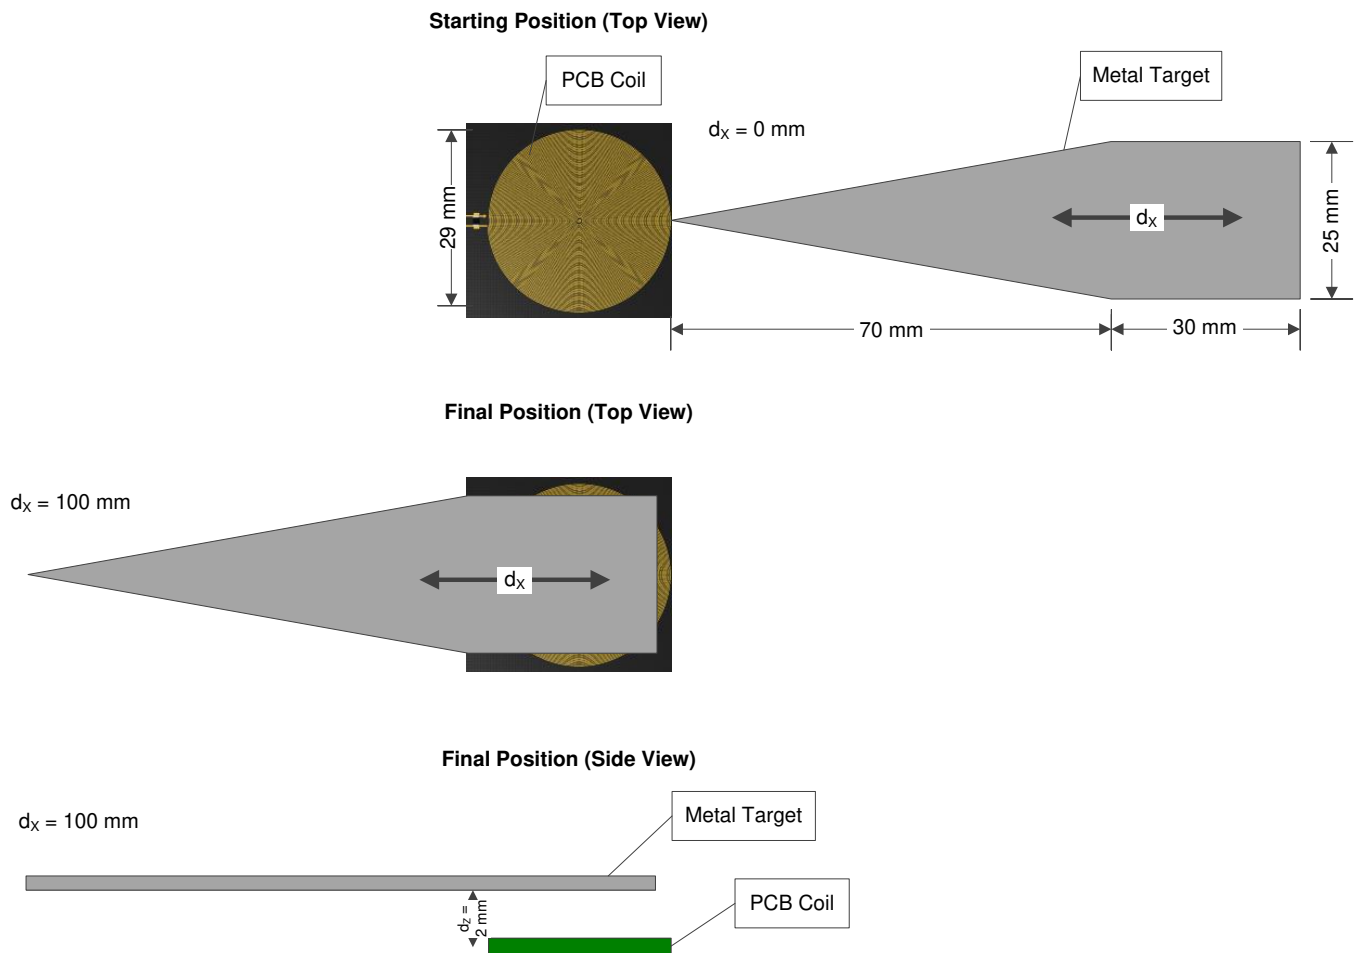 Starting Position (Top View)
PCB Coil
Metal Target
dX = 0 mm
29 mm
dX
25 mm
70 mm
30 mm
Final Position (Top View)
dX = 100 mm
dX
Final Position (Side View)
dX = 100 mm
Metal Target
dZ =
2 mm
PCB Coil